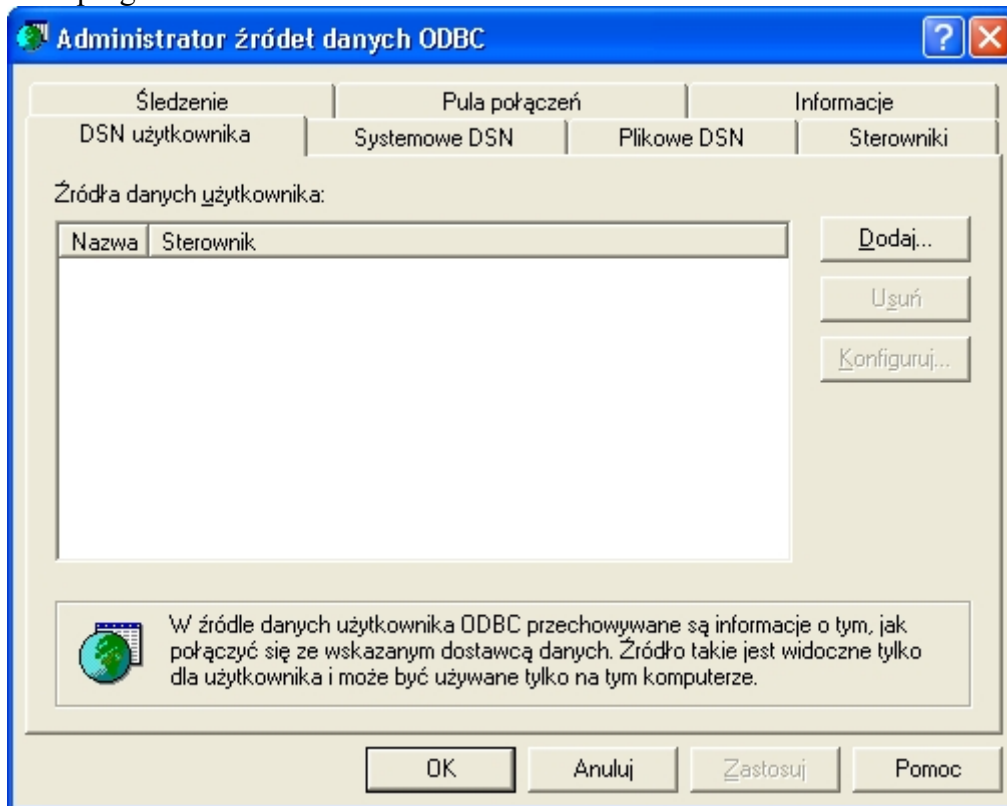 Administrator źródeł danych ODBC
Śledzenie
Pula połączeń
Informacje
DSN użytkownika
Systemowe DSN
Plikowe DSN
Sterowniki
Źródła danych użytkownika:
Nazwa
Sterownik
Dodaj...
Usuń
Konfiguruj...
W źródle danych użytkownika ODBC przechowywane są informacje o tym, jak
połączyć się ze wskazanym dostawcą danych. Źródło takie jest widoczne tylko
dla użytkownika i może być używane tylko na tym komputerze.
OK
Anuluj
Zastosuj
Pomoc